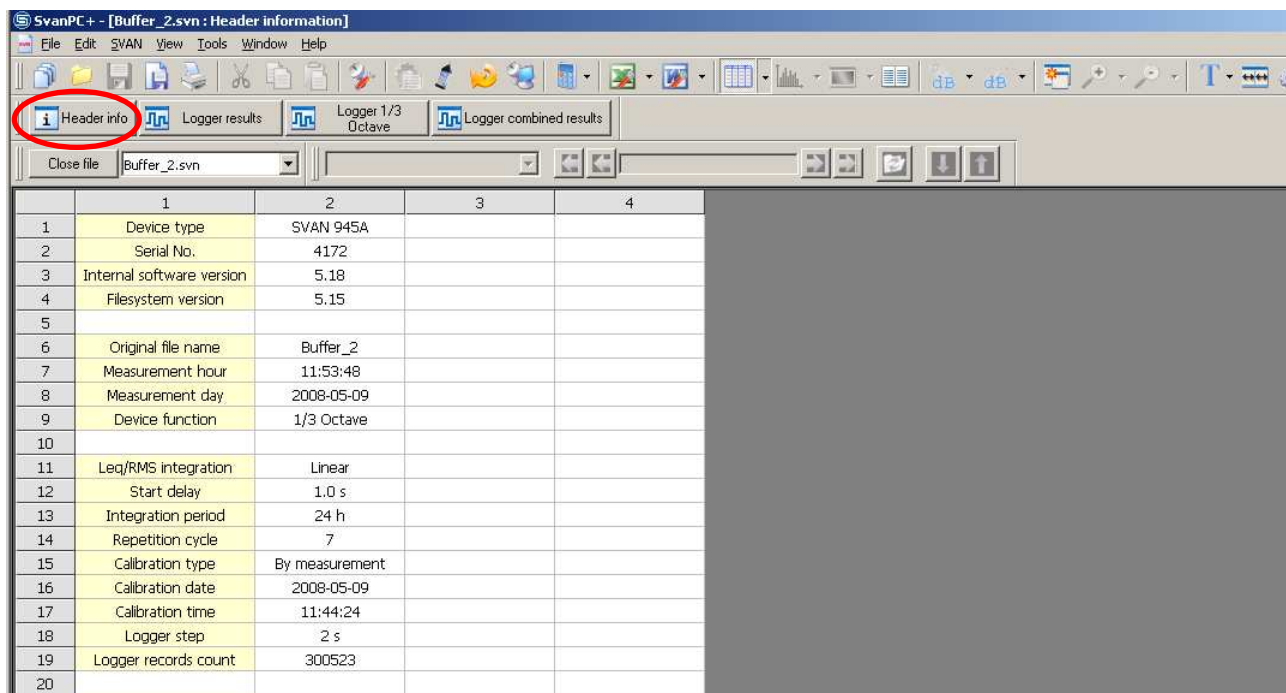 SvanPC+ - [Buffer_2.svn : Header information]
File Edit SVAN View Tools Window Help
dB dB T
i Header info Logger results Logger 1/3 Octave Logger combined results
Close file Buffer_2.svn
1 2 3 4
1 Device type SVAN 945A
2 Serial No. 4172
3 Internal software version 5.18
4 Filesystem version 5.15
5
6 Original file name Buffer_2
7 Measurement hour 11:53:48
8 Measurement day 2008-05-09
9 Device function 1/3 Octave
10
11 Leq/RMS integration Linear
12 Start delay 1.0 s
13 Integration period 24 h
14 Repetition cycle 7
15 Calibration type By measurement
16 Calibration date 2008-05-09
17 Calibration time 11:44:24
18 Logger step 2 s
19 Logger records count 300523
20